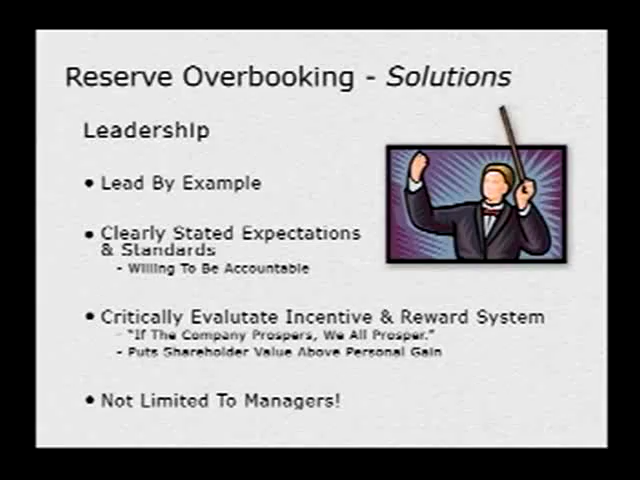 Reserve Overbooking - Solutions
Leadership
• Lead By Example
• Clearly Stated Expectations
& Standards
- Willing To Be Accountable
• Critically Evalutate Incentive & Reward System
- "If The Company Prospers, We All Prosper."
- Puts Shareholder Value Above Personal Gain
• Not Limited To Managers!